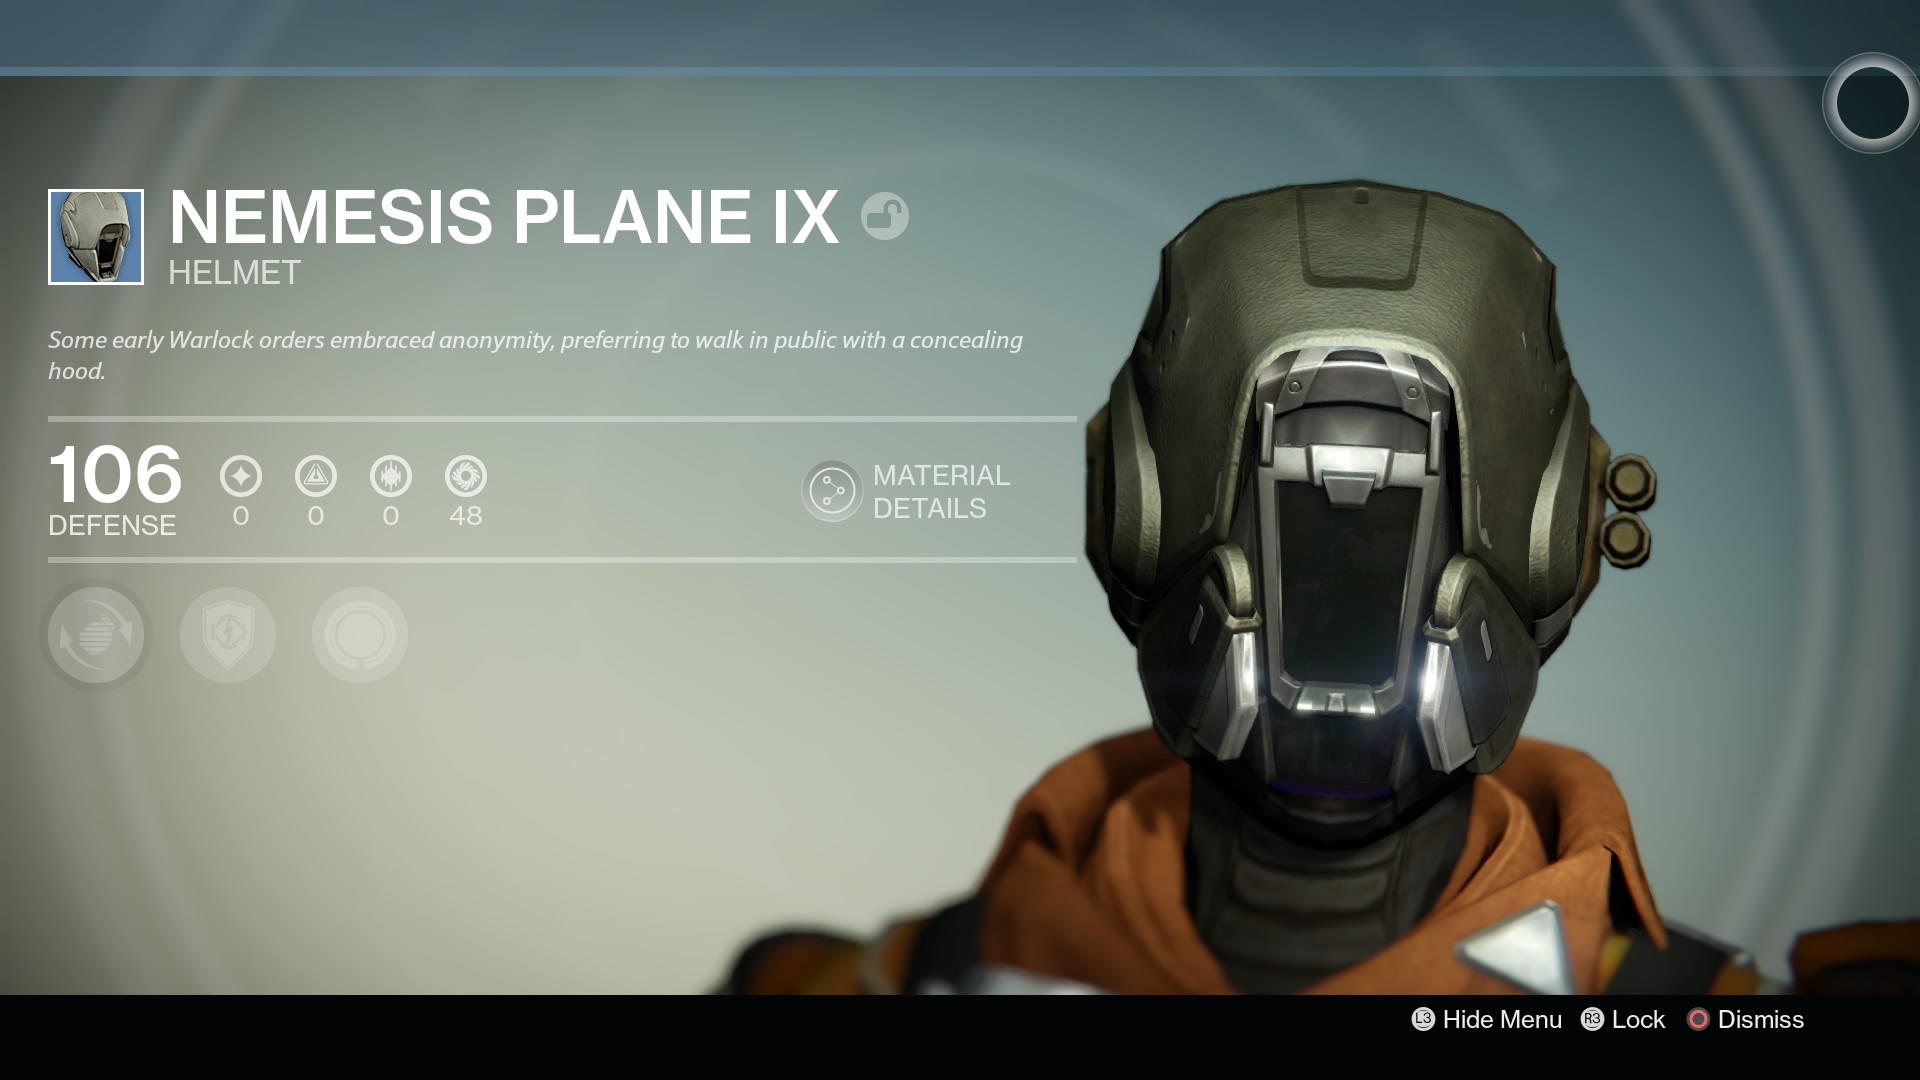 NEMESIS PLANE IX
HELMET
Some early Warlock orders embraced anonymity, preferring to walk in public with a concealing
hood.
106
DEFENSE
0 0 0 48
MATERIAL
DETAILS
L3 Hide Menu R3 Lock Dismiss